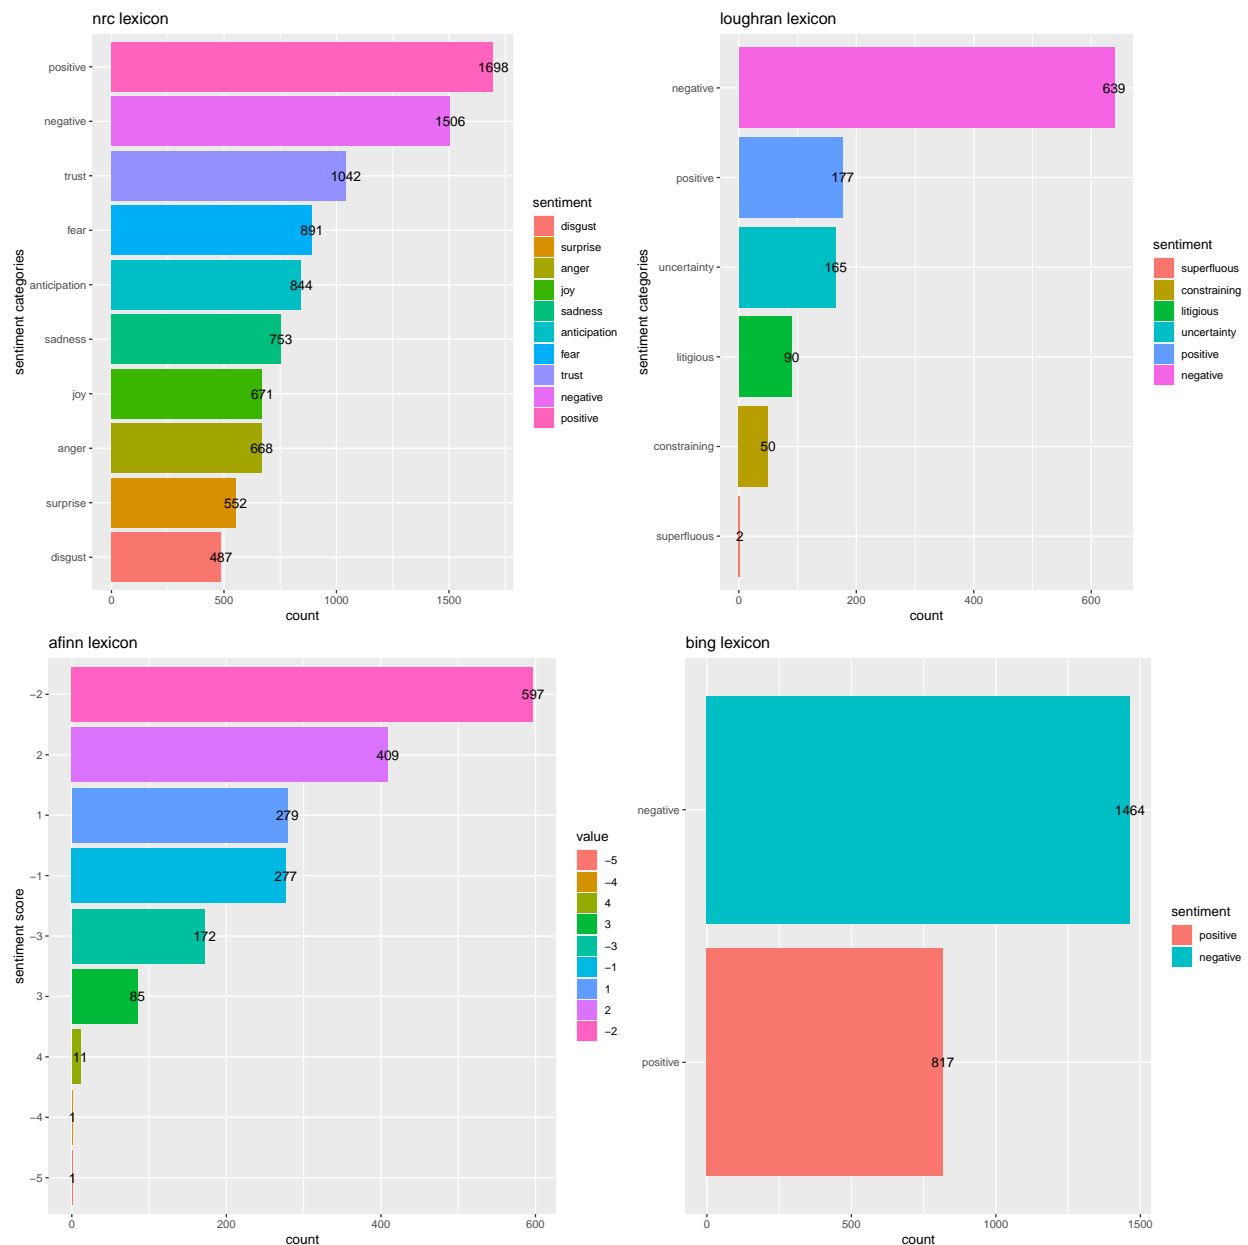 nrc lexicon
positive
negative
trust
fear
anticipation
sadness
joy
anger
surprise
disgust
1698
1506
1042
891
844
753
671
668
552
487
0
500
1000
1500
count
sentiment categories
sentiment
disgust
surprise
anger
joy
sadness
anticipation
fear
trust
negative
positive
loughran lexicon
negative
positive
uncertainty
litigious
constraining
superfluous
639
177
165
90
50
2
0
200
400
600
count
sentiment categories
sentiment
superfluous
constraining
litigious
uncertainty
positive
negative
afinn lexicon
−2
2
1
−1
−3
3
4
−4
−5
597
409
279
277
172
85
11
1
1
0
200
400
600
count
sentiment score
value
−5
−4
4
3
−3
−1
1
2
−2
bing lexicon
negative
positive
1464
817
0
500
1000
1500
count
sentiment
positive
negative